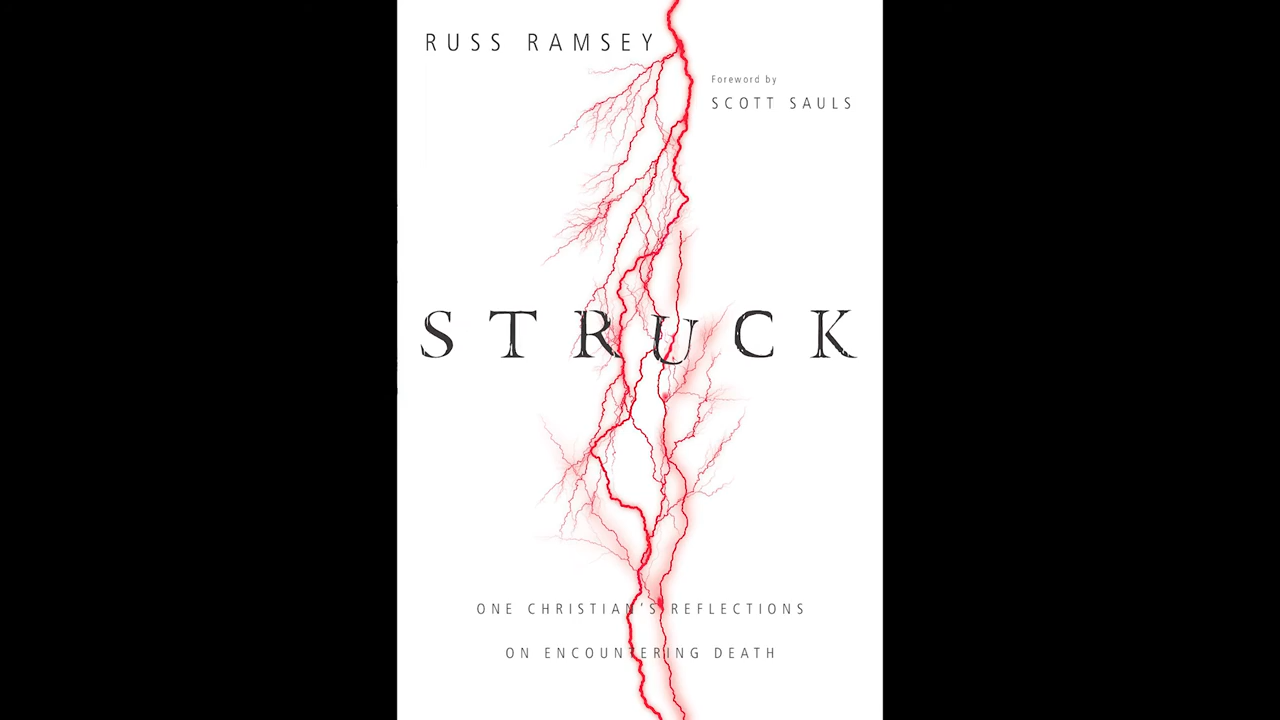 RUSS RAMSEY
Foreword by
SCOTT SAULS
STRUCK
ONE CHRISTIAN'S REFLECTIONS
ON ENCOUNTERING DEATH